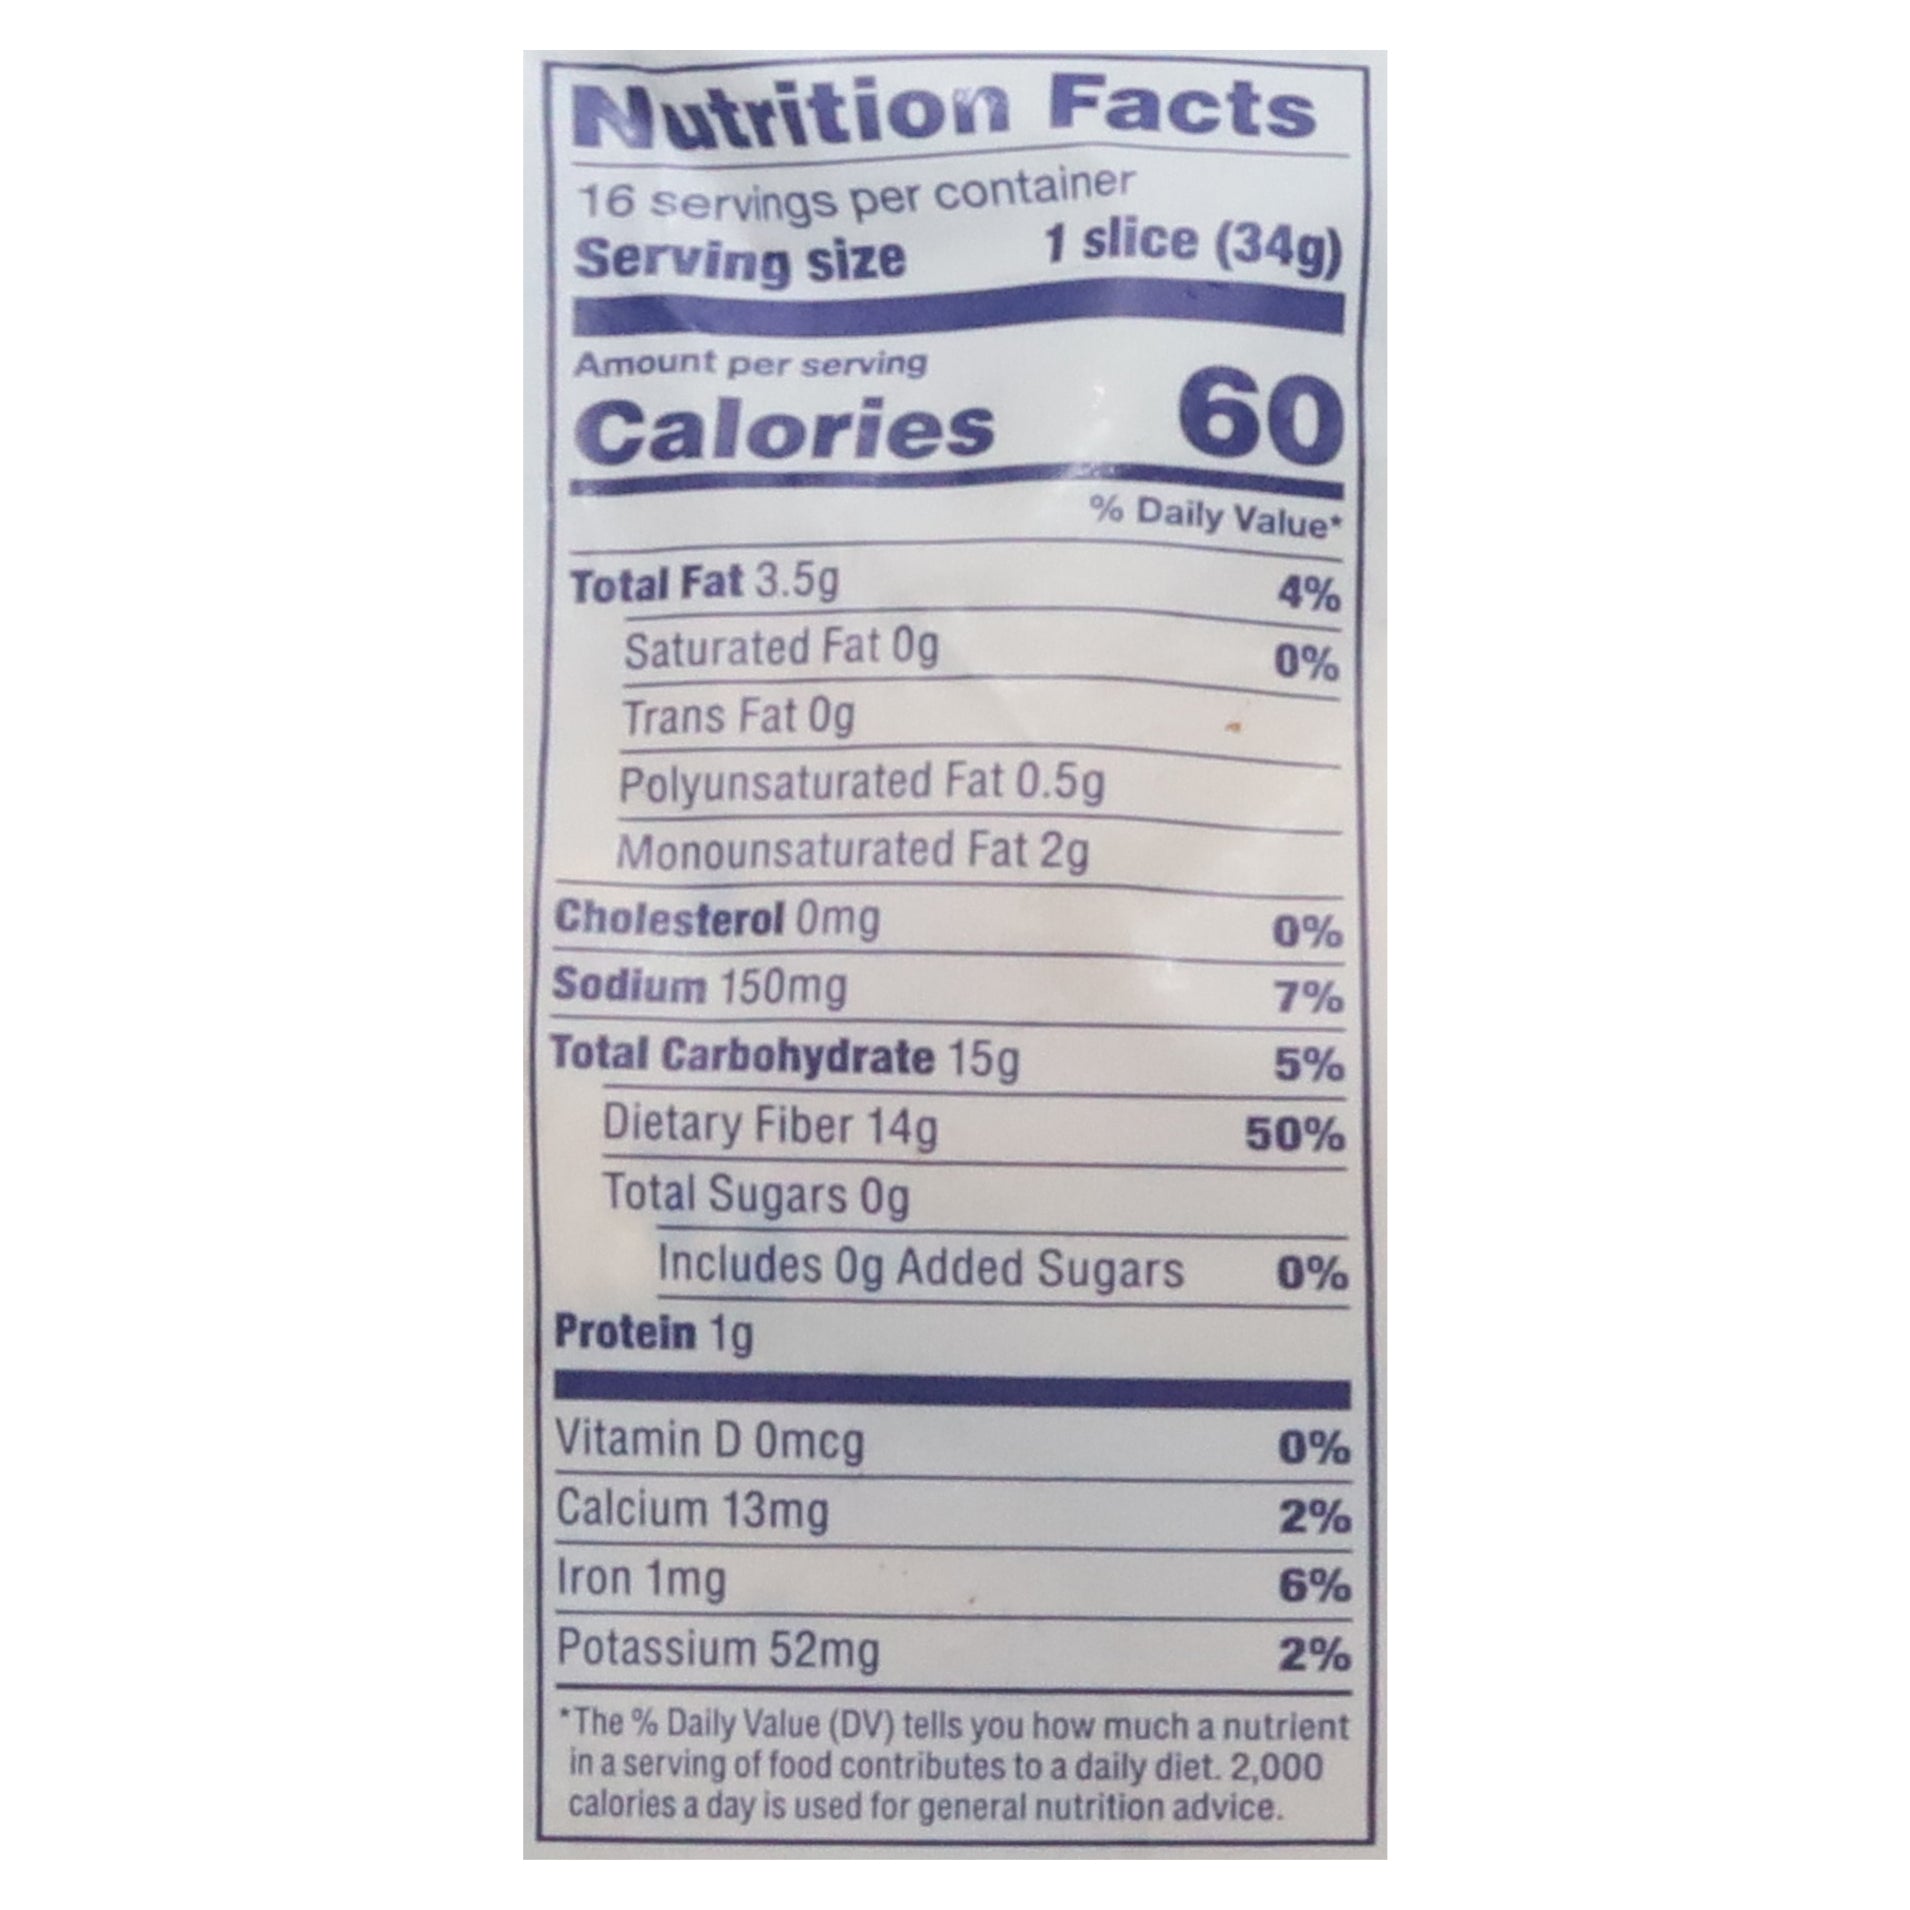 Nutrition Facts
16 servings per container
Serving size 1 slice (34g)
Amount per serving
Calories 60
% Daily Value*
Total Fat 3.5g 4%
Saturated Fat 0g 0%
Trans Fat 0g
Polyunsaturated Fat 0.5g
Monounsaturated Fat 2g
Cholesterol 0mg 0%
Sodium 150mg 7%
Total Carbohydrate 15g 5%
Dietary Fiber 14g 50%
Total Sugars 0g
Includes 0g Added Sugars 0%
Protein 1g
Vitamin D 0mcg 0%
Calcium 13mg 2%
Iron 1mg 6%
Potassium 52mg 2%
*The % Daily Value (DV) tells you how much a nutrient
in a serving of food contributes to a daily diet. 2,000
calories a day is used for general nutrition advice.